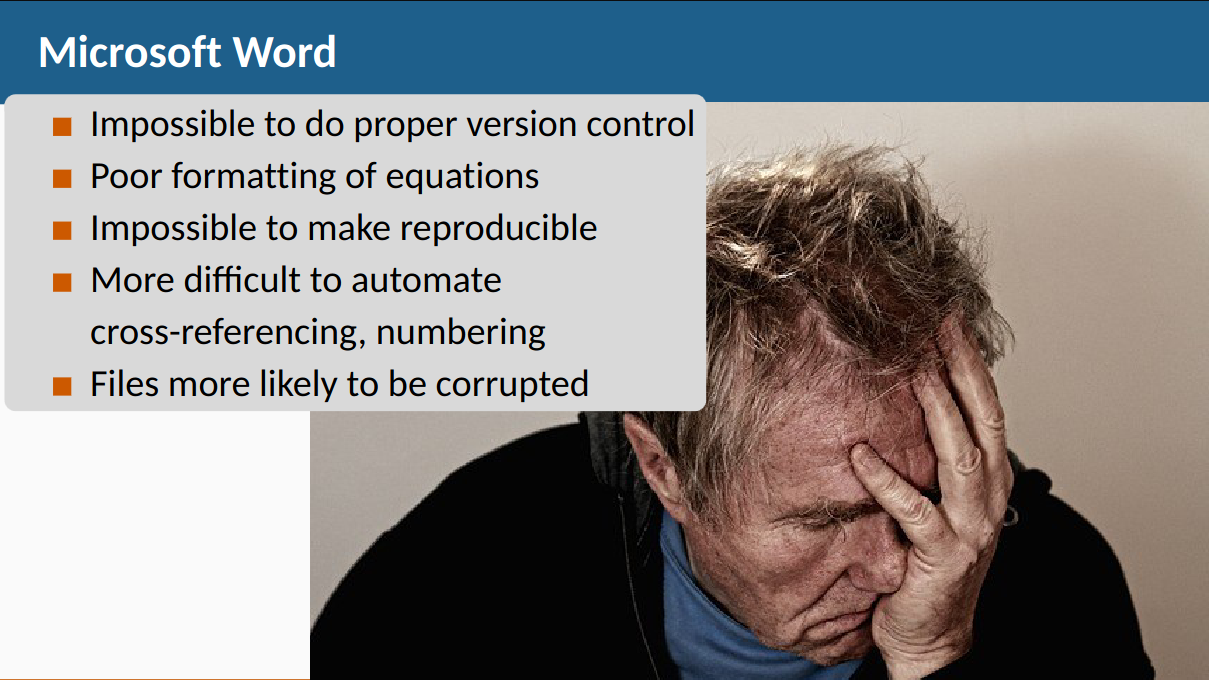 Microsoft Word
Impossible to do proper version control
Poor formatting of equations
Impossible to make reproducible
More difficult to automate
cross-referencing, numbering
Files more likely to be corrupted